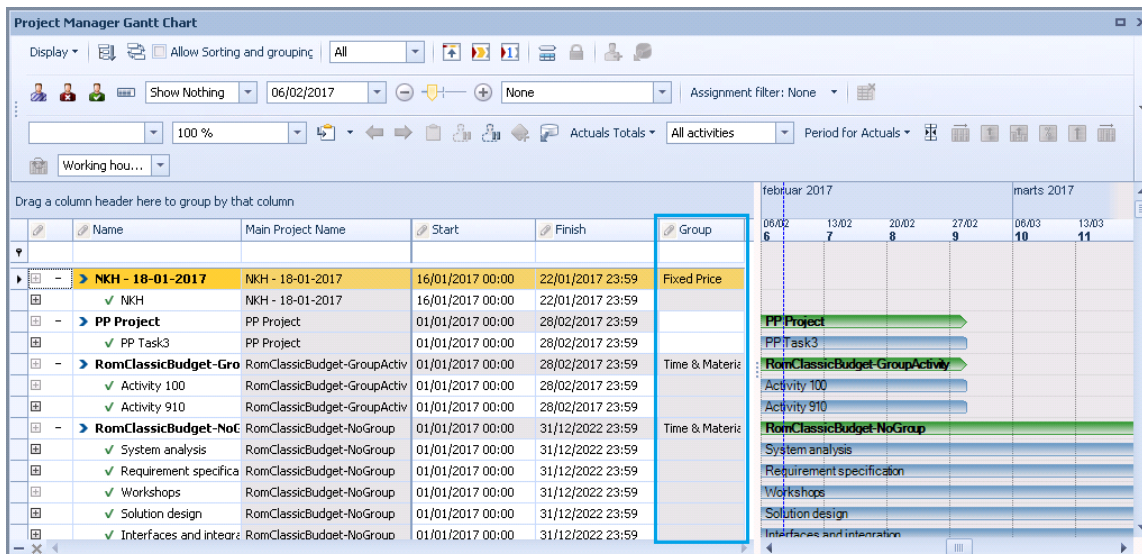 Project Manager Gantt Chart
Display Allow Sorting and grouping All
Show Nothing 06/02/2017 None Assignment filter: None
100 % Actuals Totals All activities Period for Actuals
Working hou...
Drag a column header here to group by that column
februar 2017 marts 2017
06/02 13/02 20/02 27/02 06/03 13/03
6 7 8 9 10 11
Name Main Project Name Start Finish Group
NKH - 18-01-2017 NKH - 18-01-2017 16/01/2017 00:00 22/01/2017 23:59 Fixed Price
NKH NKH - 18-01-2017 16/01/2017 00:00 22/01/2017 23:59
PP Project PP Project 01/01/2017 00:00 28/02/2017 23:59 PP Project
PP Task3 PP Project 01/01/2017 00:00 28/02/2017 23:59 PP Task3
RomClassicBudget-Gro RomClassicBudget-GroupActiv 01/01/2017 00:00 28/02/2017 23:59 Time & Materia RomClassicBudget-GroupActivity
Activity 100 RomClassicBudget-GroupActiv 01/01/2017 00:00 28/02/2017 23:59 Activity 100
Activity 910 RomClassicBudget-GroupActiv 01/01/2017 00:00 28/02/2017 23:59 Activity 910
RomClassicBudget-NoG RomClassicBudget-NoGroup 01/01/2017 00:00 31/12/2022 23:59 Time & Materia RomClassicBudget-NoGroup
System analysis RomClassicBudget-NoGroup 01/01/2017 00:00 31/12/2022 23:59 System analysis
Requirement specifica RomClassicBudget-NoGroup 01/01/2017 00:00 31/12/2022 23:59 Requirement specification
Workshops RomClassicBudget-NoGroup 01/01/2017 00:00 31/12/2022 23:59 Workshops
Solution design RomClassicBudget-NoGroup 01/01/2017 00:00 31/12/2022 23:59 Solution design
Interfaces and integra RomClassicBudget-NoGroup 01/01/2017 00:00 31/12/2022 23:59 Interfaces and integration